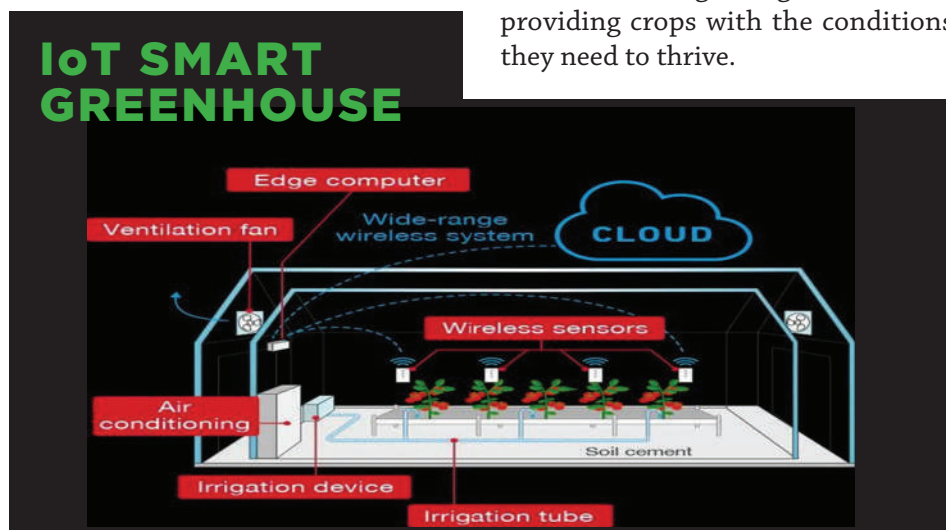 providing crops with the conditions
they need to thrive.
IoT SMART
GREENHOUSE
Edge computer
Ventilation fan
Wide-range
wireless system
CLOUD
Wireless sensors
Air
conditioning
Soil cement
Irrigation device
Irrigation tube